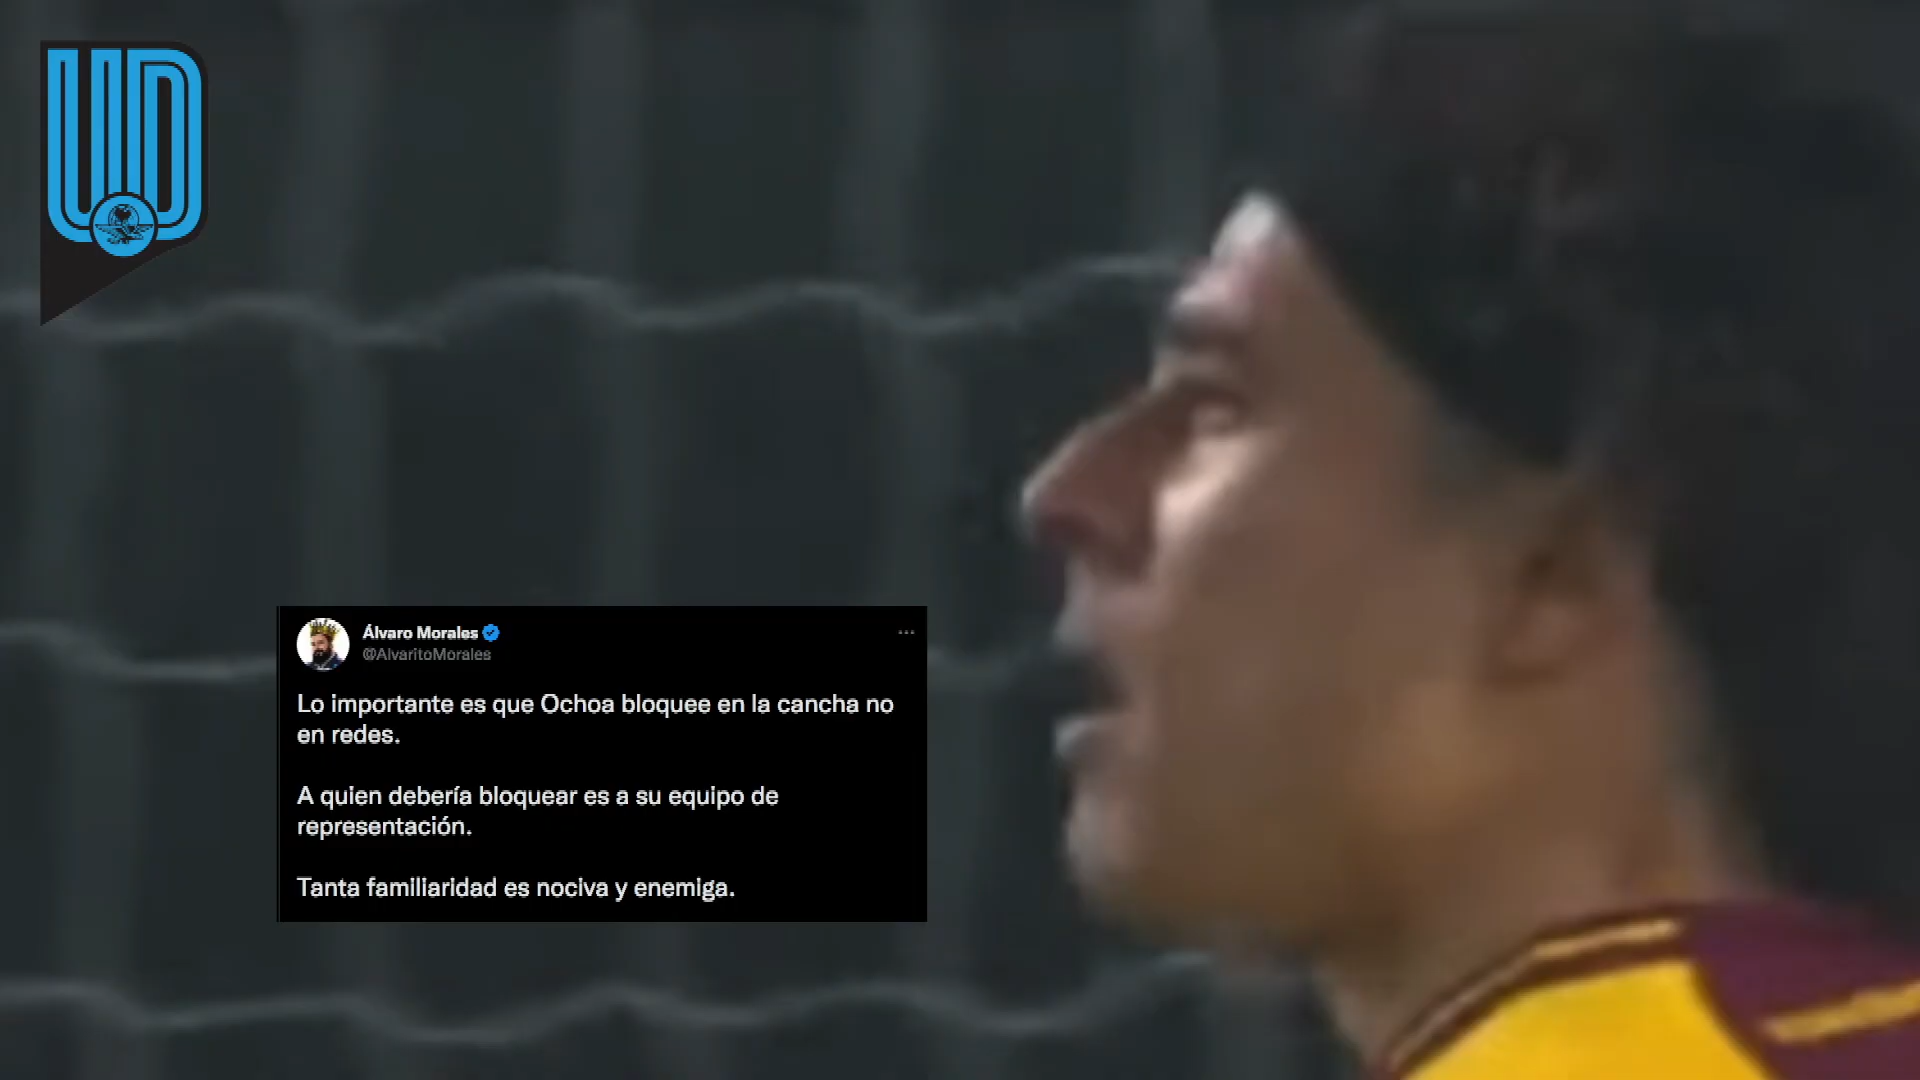 UD
Álvaro Morales
@AlvaritoMorales
Lo importante es que Ochoa bloquee en la cancha no
en redes.
A quien debería bloquear es a su equipo de
representación.
Tanta familiaridad es nociva y enemiga.